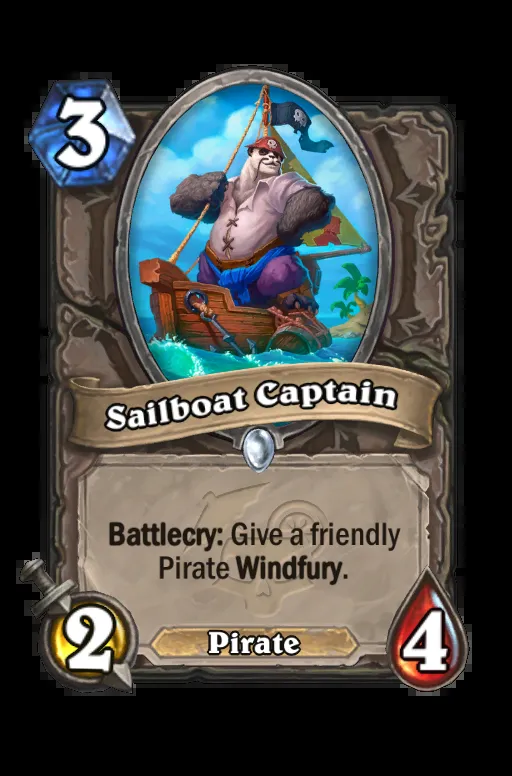 3
Sailboat Captain
Battlecry: Give a friendly
Pirate Windfury.
2
Pirate
4